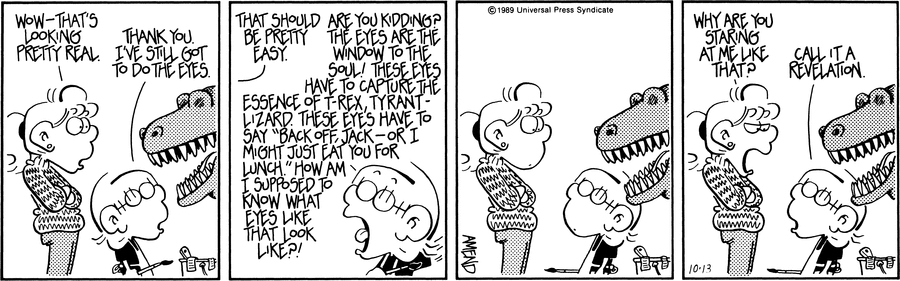 WOW–THAT'S
LOOKING
PRETTY REAL.
THANK YOU.
I'VE STILL GOT
TO DO THE EYES.
THAT SHOULD
BE PRETTY
EASY.
ARE YOU KIDDING?
THE EYES ARE THE
WINDOW TO THE
SOUL! THESE EYES
HAVE TO CAPTURE THE
ESSENCE OF T-REX, TYRANT-
LIZARD. THESE EYES HAVE TO
SAY "BACK OFF, JACK – OR I
MIGHT JUST EAT YOU FOR
LUNCH." HOW AM
I SUPPOSED TO
KNOW WHAT
EYES LIKE
THAT LOOK
LIKE?!
©1989 Universal Press Syndicate
AMEND
WHY ARE YOU
STARING
AT ME LIKE
THAT?
CALL IT A
REVELATION.
10-13